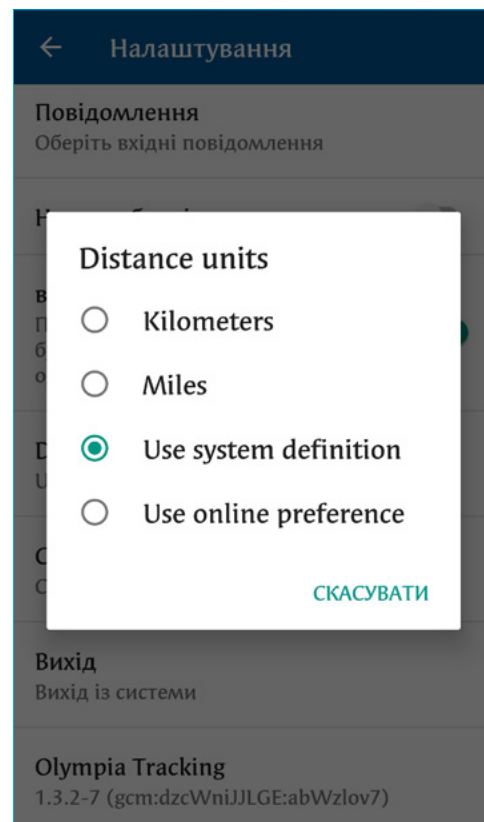 Налаштування
Повідомлення
Оберіть вхідні повідомлення
Distance units
Kilometers
Miles
Use system definition
Use online preference
СКАСУВАТИ
Вихід
Вихід із системи
Olympia Tracking
1.3.2-7 (gcm:dzcWniJJLGE:abWzlov7)